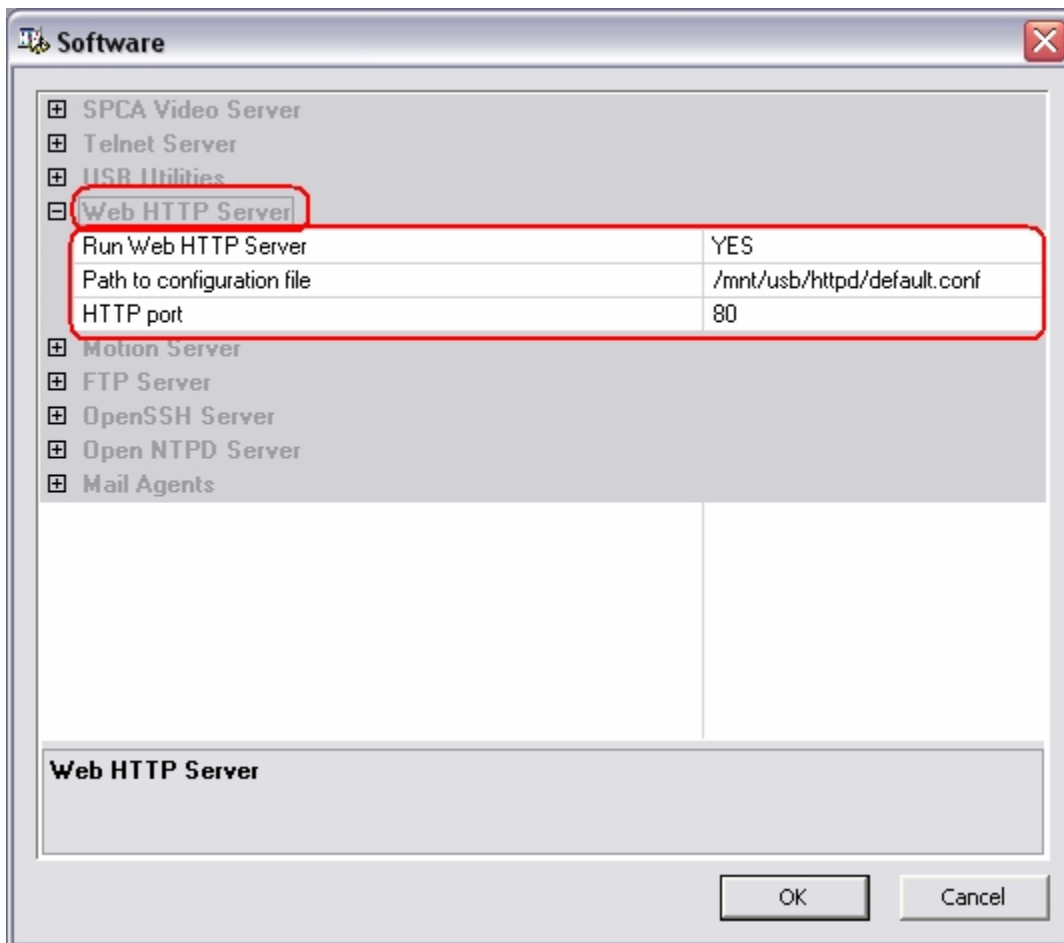 Software
SPCA Video Server
Telnet Server
USB Utilities
Web HTTP Server
Run Web HTTP Server YES
Path to configuration file /mnt/usb/httpd/default.conf
HTTP port 80
Motion Server
FTP Server
OpenSSH Server
Open NTPD Server
Mail Agents
Web HTTP Server
OK Cancel